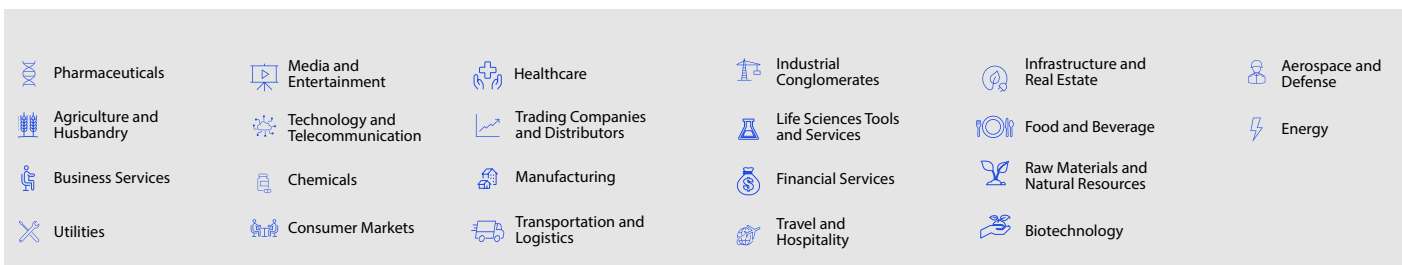 Pharmaceuticals
Media and
Entertainment
Healthcare
Industrial
Conglomerates
Infrastructure and
Real Estate
Aerospace and
Defense
Agriculture and
Husbandry
Technology and
Telecommunication
Trading Companies
and Distributors
Life Sciences Tools
and Services
Food and Beverage
Energy
Business Services
Chemicals
Manufacturing
Financial Services
Raw Materials and
Natural Resources
Utilities
Consumer Markets
Transportation and
Logistics
Travel and
Hospitality
Biotechnology